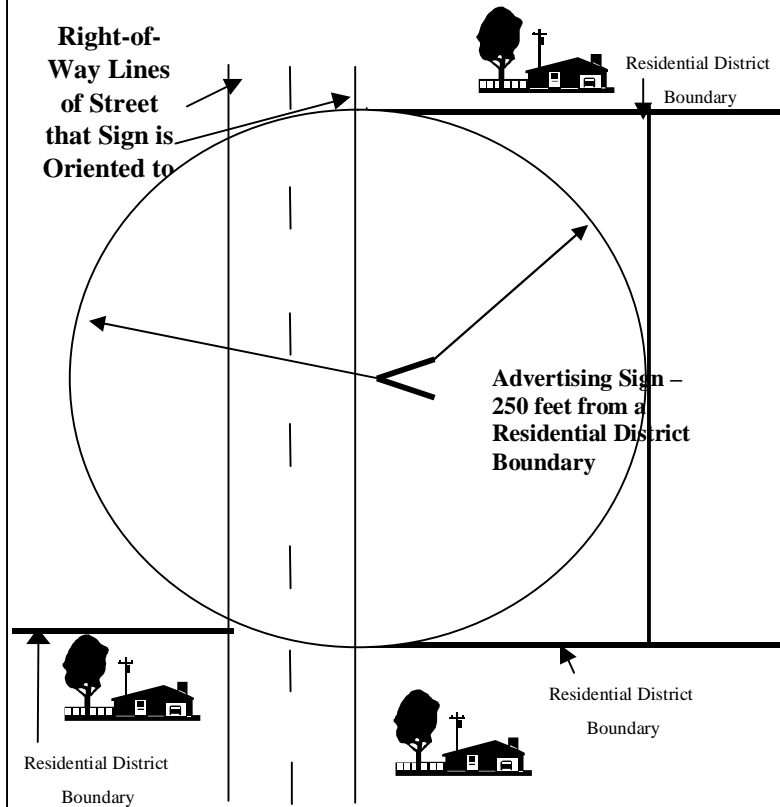 Right-of-
Way Lines
of Street
that Sign is
Oriented to
Residential District
Boundary
Advertising Sign –
250 feet from a
Residential District
Boundary
Residential District
Boundary
Residential District
Boundary